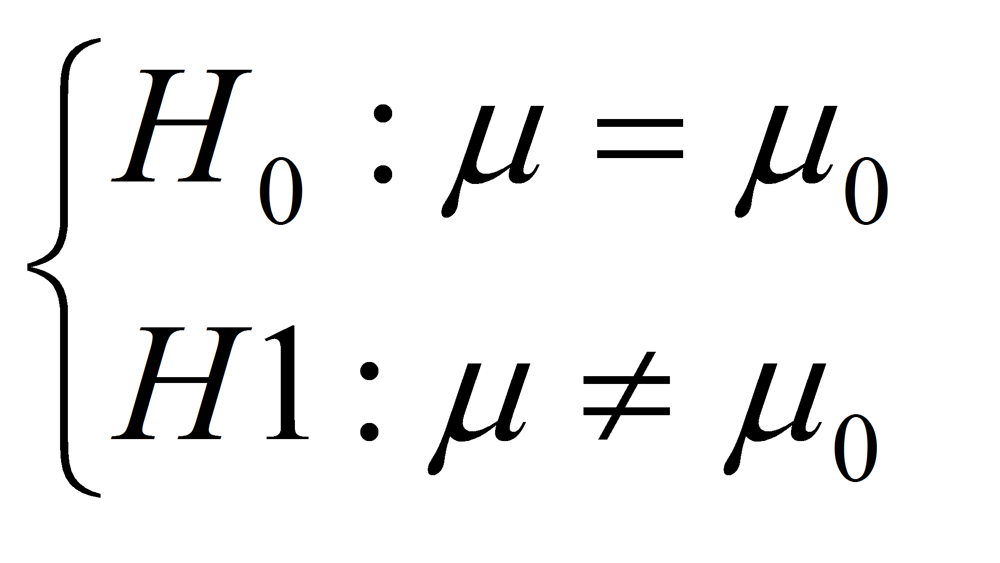 H₀ : μ = μ₀
H1 : μ ≠ μ₀